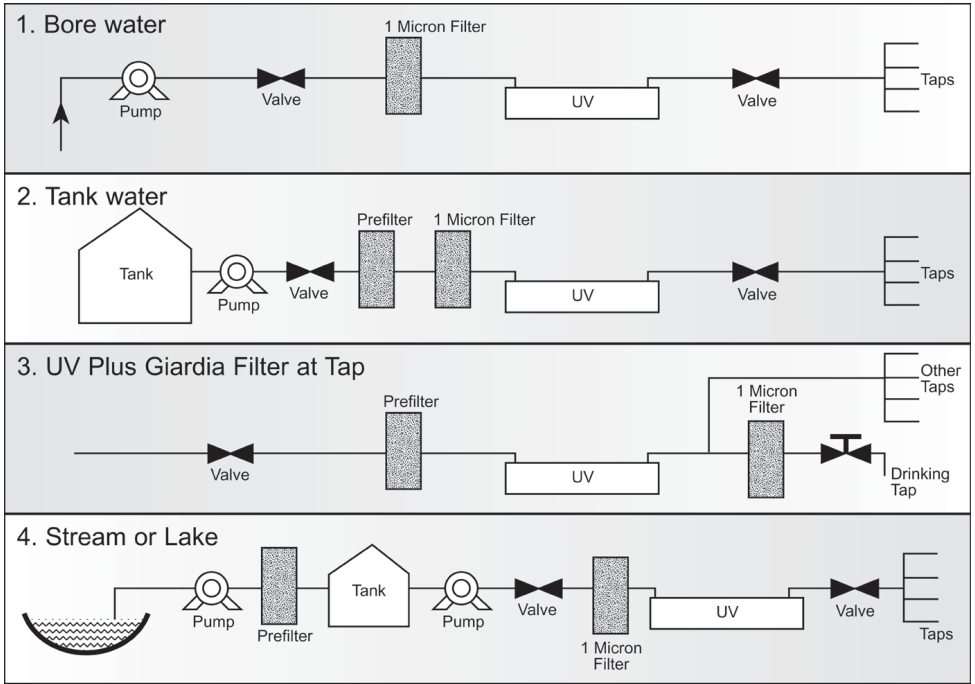 1. Bore water
1 Micron Filter
Pump
Valve
UV
Valve
Taps
2. Tank water
Tank
Pump
Valve
Prefilter
1 Micron Filter
UV
Valve
Taps
3. UV Plus Giardia Filter at Tap
Valve
Prefilter
UV
1 Micron
Filter
Other
Taps
Drinking
Tap
4. Stream or Lake
Pump
Prefilter
Tank
Pump
Valve
1 Micron
Filter
UV
Valve
Taps